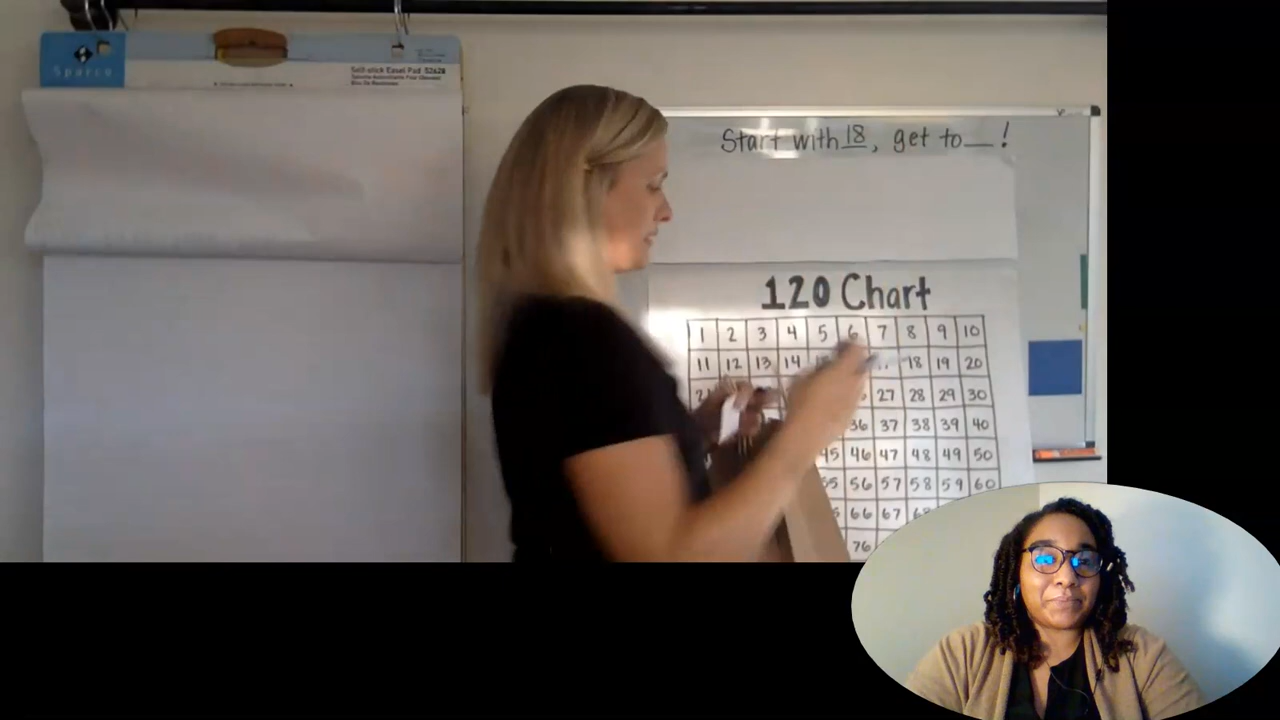 Sparco
Self-stick Easel Pad
Start with 18, get to __!
120 Chart
1 2 3 4 5 6 7 8 9 10
11 12 13 14 18 19 20
27 28 29 30
36 37 38 39 40
45 46 47 48 49 50
56 57 58 59 60
66 67
76